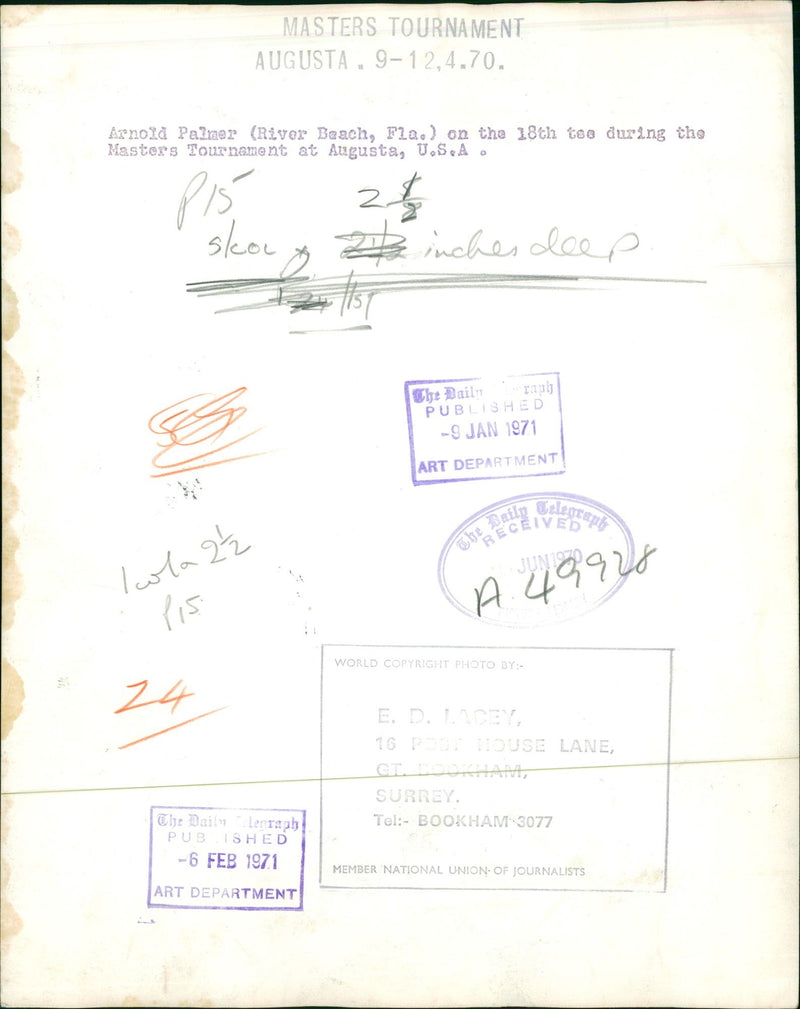 MASTERS TOURNAMENT
AUGUSTA . 9-12.4.70.
Arnold Palmer (River Beach, Fla.) on the 18th tee during the
Masters Tournament at Augusta, U.S.A .
P15
2 1/2
inches deep
The Daily Telegraph
PUBLISHED
-9 JAN 1971
ART DEPARTMENT
The Daily Telegraph
RECEIVED
JUN 1970
A. 49928
2 1/2
P15
24
WORLD COPYRIGHT PHOTO BY:-
E. D. LACEY,
16 POST HOUSE LANE,
GT. BOOKHAM,
SURREY.
Tel:- BOOKHAM 3077
MEMBER NATIONAL UNION OF JOURNALISTS
The Daily Telegraph
PUBLISHED
-6 FEB 1971
ART DEPARTMENT